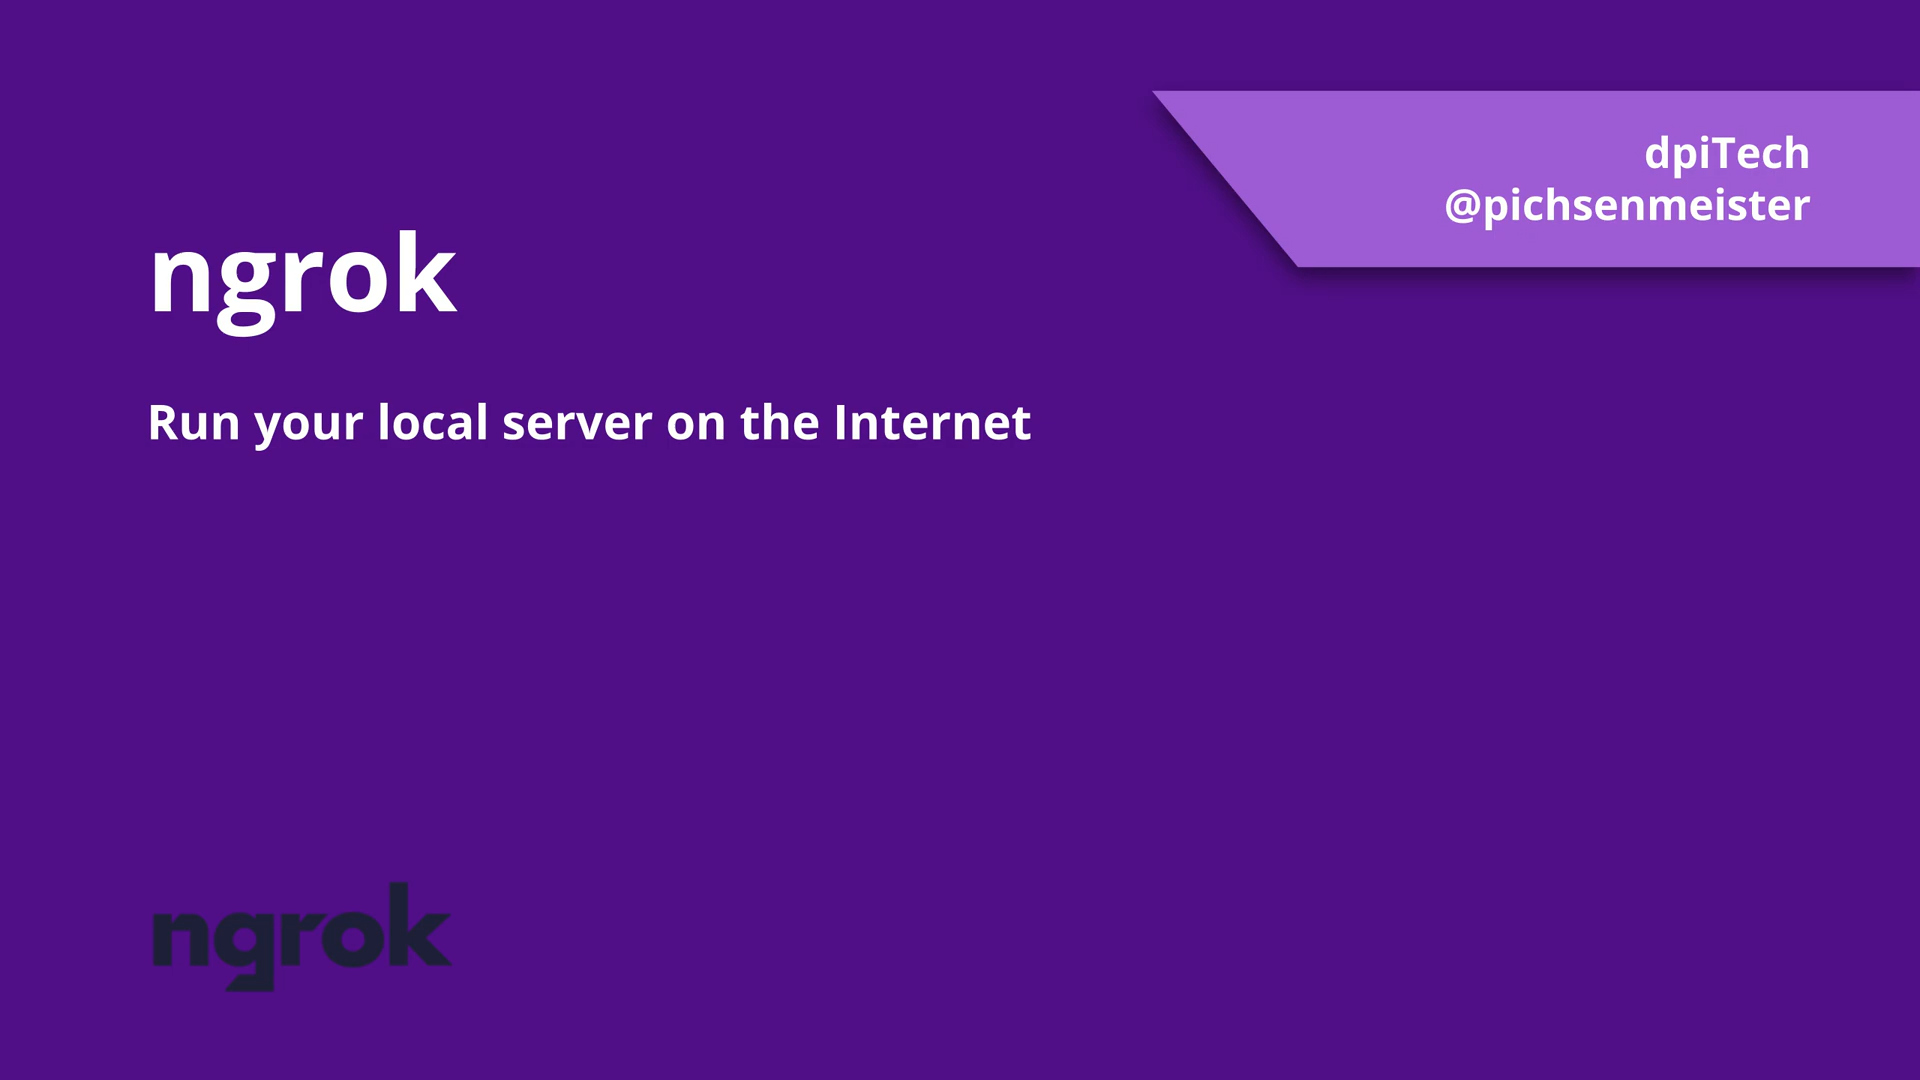 dpiTech
@pichsenmeister
ngrok
Run your local server on the Internet
ngrok